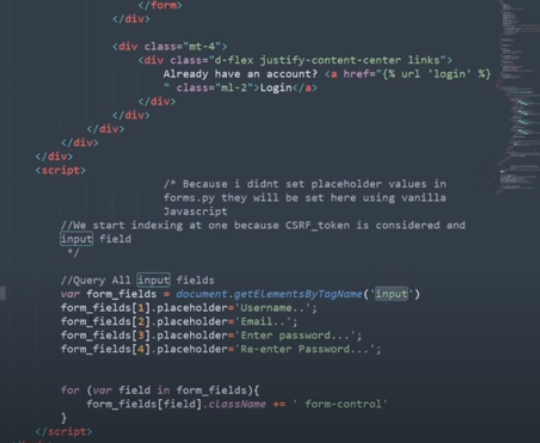 </form>
</div>
<div class="mt-4">
<div class="d-flex justify-content-center links">
Already have an account? <a href="{% url 'login' %}
" class="ml-2">Login</a>
</div>
</div>
</div>
</div>
</div>
<script>
/* Because i didnt set placeholder values in
forms.py they will be set here using vanilla
Javascript
//We start indexing at one because CSRF_token is considered and
input field
*/
//Query All input fields
var form_fields = document.getElementsByTagName('input')
form_fields[1].placeholder='Username..';
form_fields[2].placeholder='Email..';
form_fields[3].placeholder='Enter password...';
form_fields[4].placeholder='Re-enter Password...';
for (var field in form_fields){
form_fields[field].className += ' form-control'
}
</script>